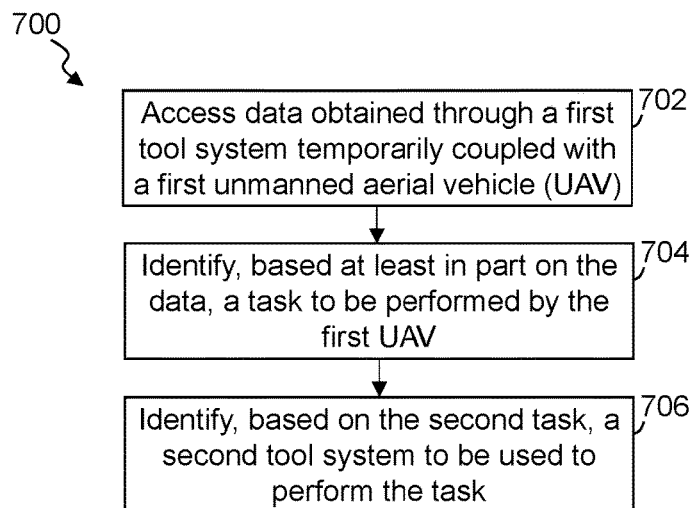 700
Access data obtained through a first
702
tool system temporarily coupled with
a first unmanned aerial vehicle (UAV)
Identify, based at least in part on the
704
data, a task to be performed by the
first UAV
Identify, based on the second task, a
706
second tool system to be used to
perform the task